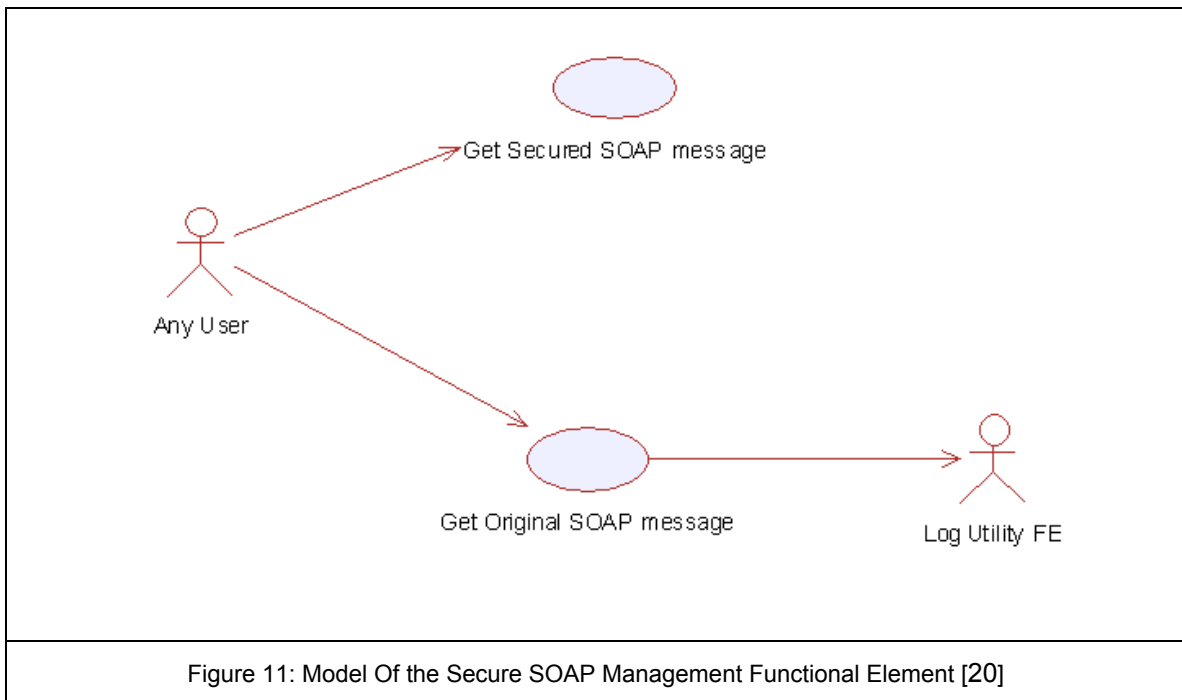 Get Secured SOAP message
Any User
Get Original SOAP message
Log Utility FE
Figure 11: Model Of the Secure SOAP Management Functional Element [20]